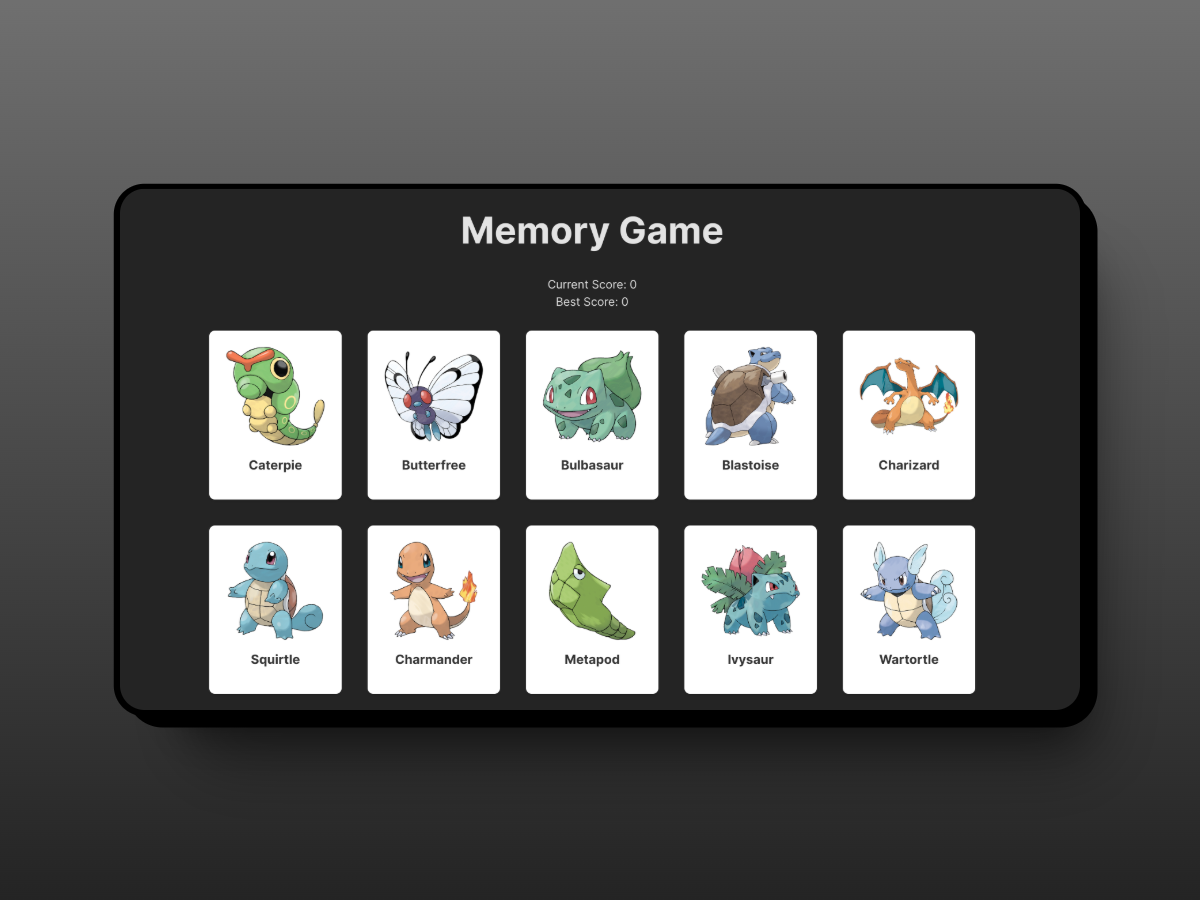 Memory Game
Current Score: 0
Best Score: 0
Caterpie
Butterfree
Bulbasaur
Blastoise
Charizard
Squirtle
Charmander
Metapod
Ivysaur
Wartortle